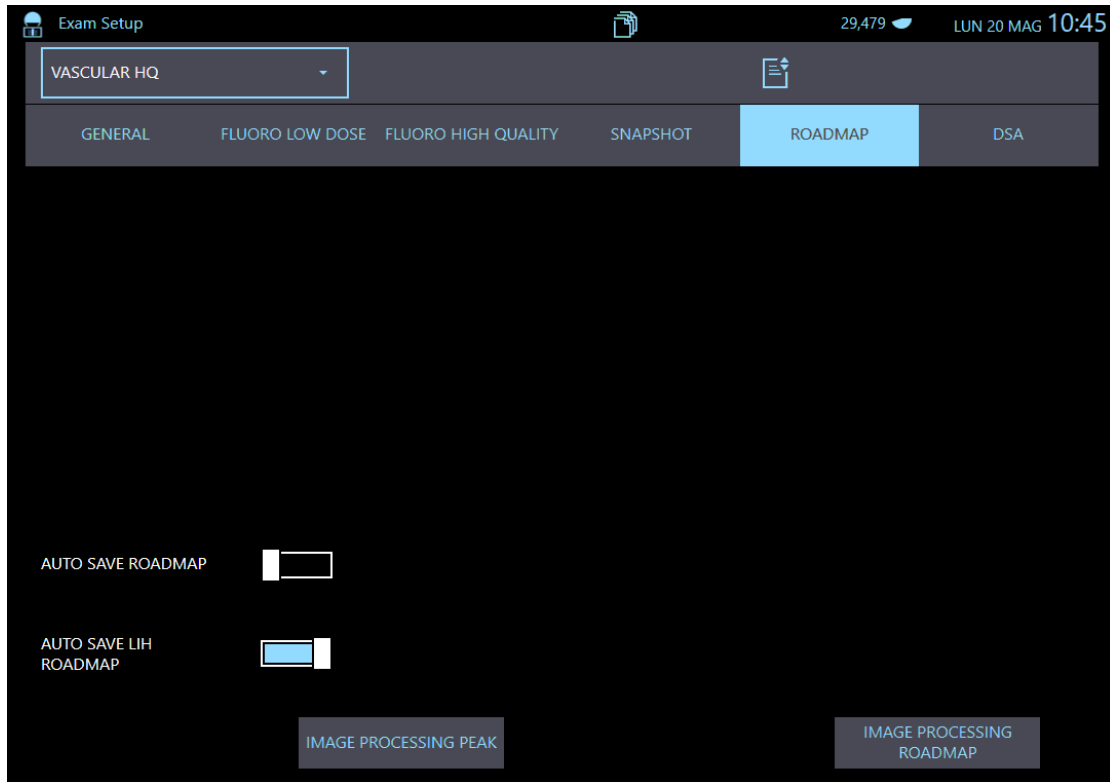 Exam Setup
29,479
LUN 20 MAG 10:45
VASCULAR HQ
GENERAL
FLUORO LOW DOSE
FLUORO HIGH QUALITY
SNAPSHOT
ROADMAP
DSA
AUTO SAVE ROADMAP
AUTO SAVE LIH
ROADMAP
IMAGE PROCESSING PEAK
IMAGE PROCESSING
ROADMAP